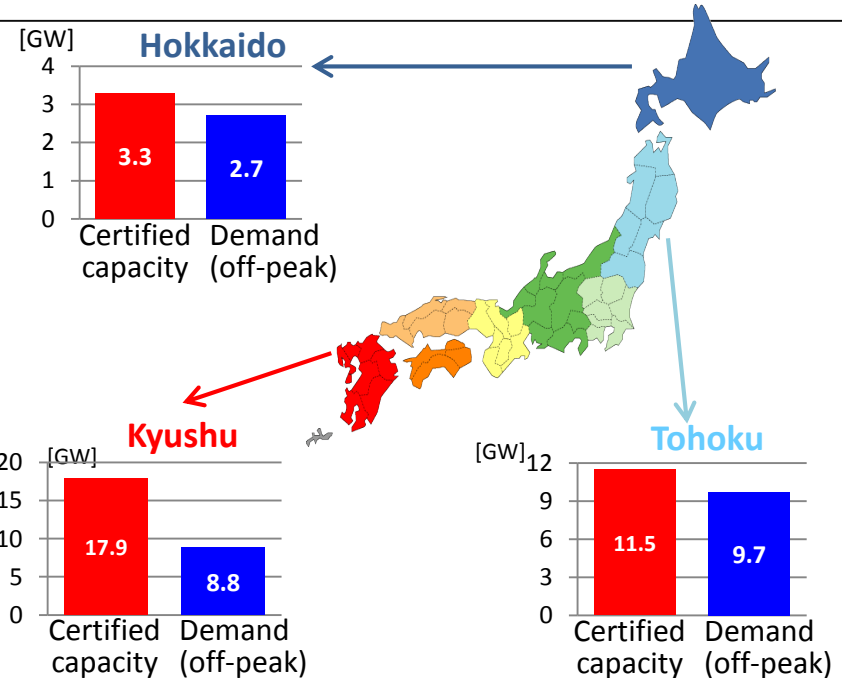 [GW]
Hokkaido
4
3
2
1
0
3.3
2.7
Certified Demand
capacity (off-peak)
Kyushu
[GW]
20
15
10
5
0
17.9
8.8
Certified Demand
capacity (off-peak)
Tohoku
[GW]
12
9
6
3
0
11.5
9.7
Certified Demand
capacity (off-peak)